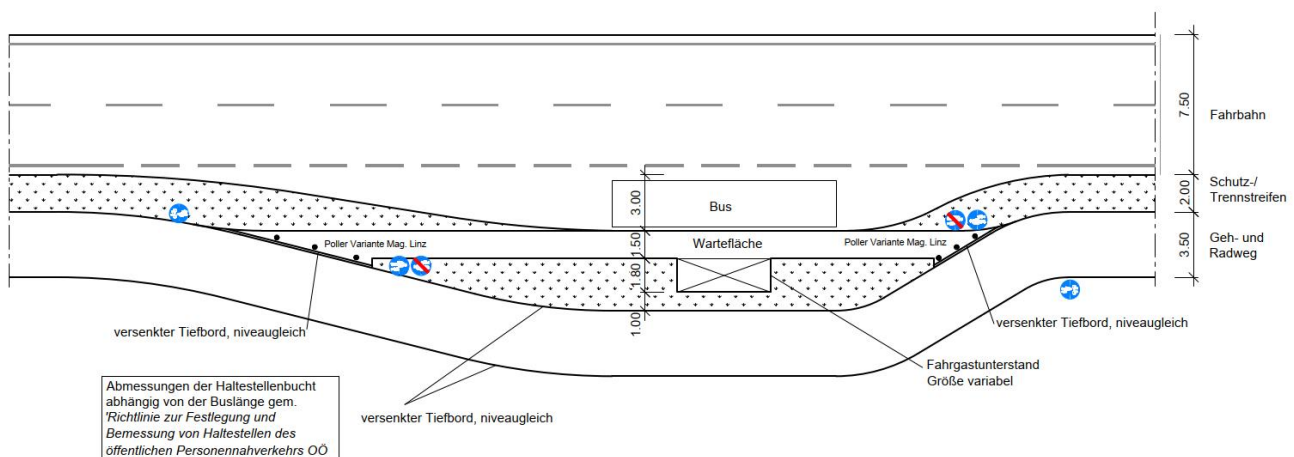 7.50
Fahrbahn
2.00
Schutz-/
Trennstreifen
3.50
Geh- und
Radweg
3.00
Bus
1.50
Wartefläche
Poller Variante Mag. Linz
Poller Variante Mag. Linz
1.80
1.00
versenkter Tiefbord, niveaugleich
versenkter Tiefbord, niveaugleich
Fahrgastunterstand
Größe variabel
versenkter Tiefbord, niveaugleich
Abmessungen der Haltestellenbucht
abhängig von der Buslänge gem.
'Richtlinie zur Festlegung und
Bemessung von Haltestellen des
öffentlichen Personennahverkehrs OÖ